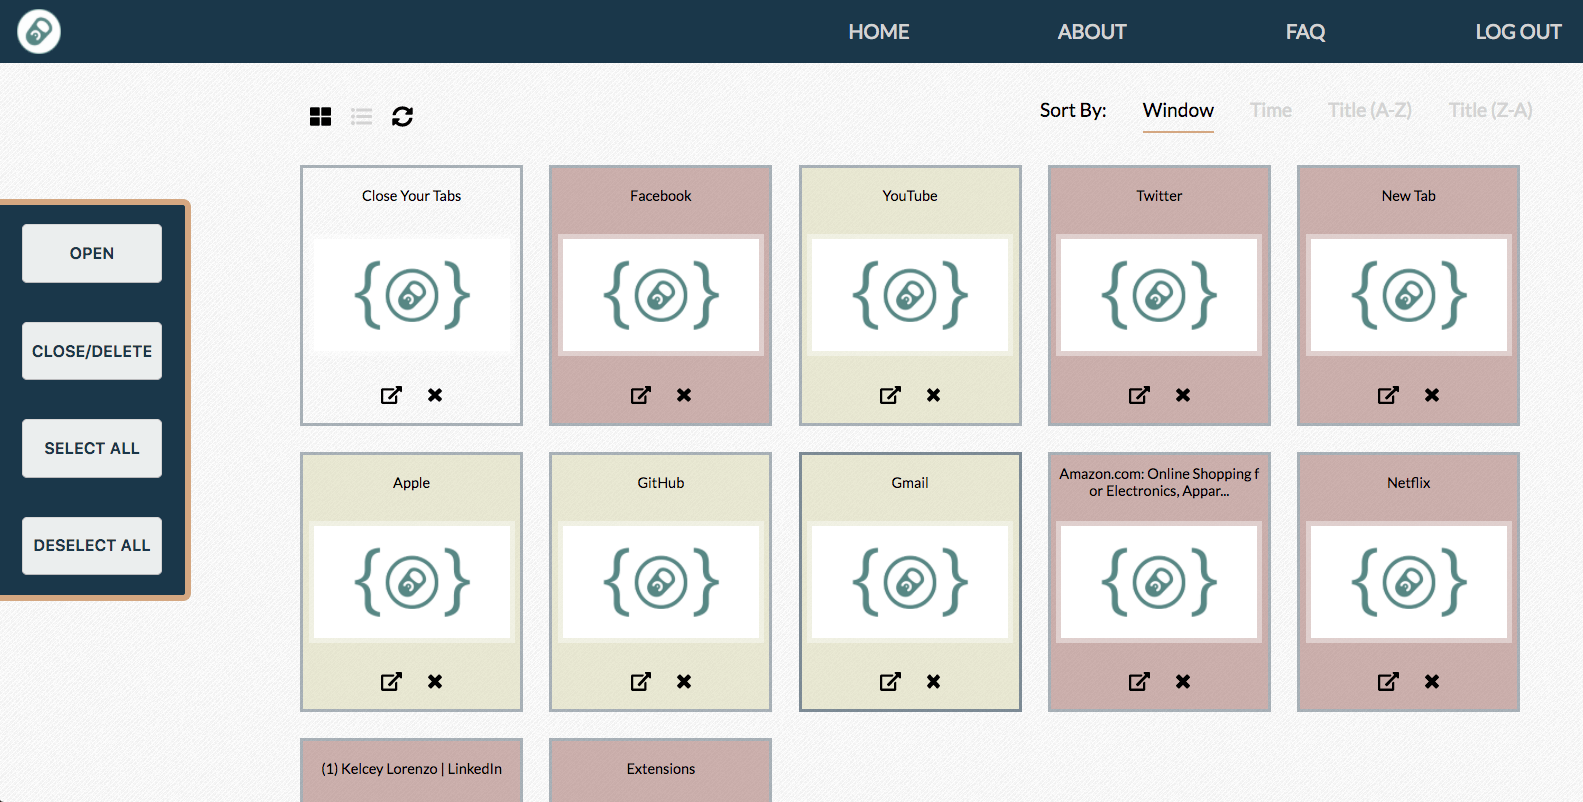 HOME ABOUT FAQ LOG OUT
Sort By: Window Time Title (A-Z) Title (Z-A)
OPEN
CLOSE/DELETE
SELECT ALL
DESELECT ALL
Close Your Tabs
Facebook
YouTube
Twitter
New Tab
Apple
GitHub
Gmail
Amazon.com: Online Shopping f
or Electronics, Appar...
Netflix
(1) Kelcey Lorenzo | LinkedIn
Extensions